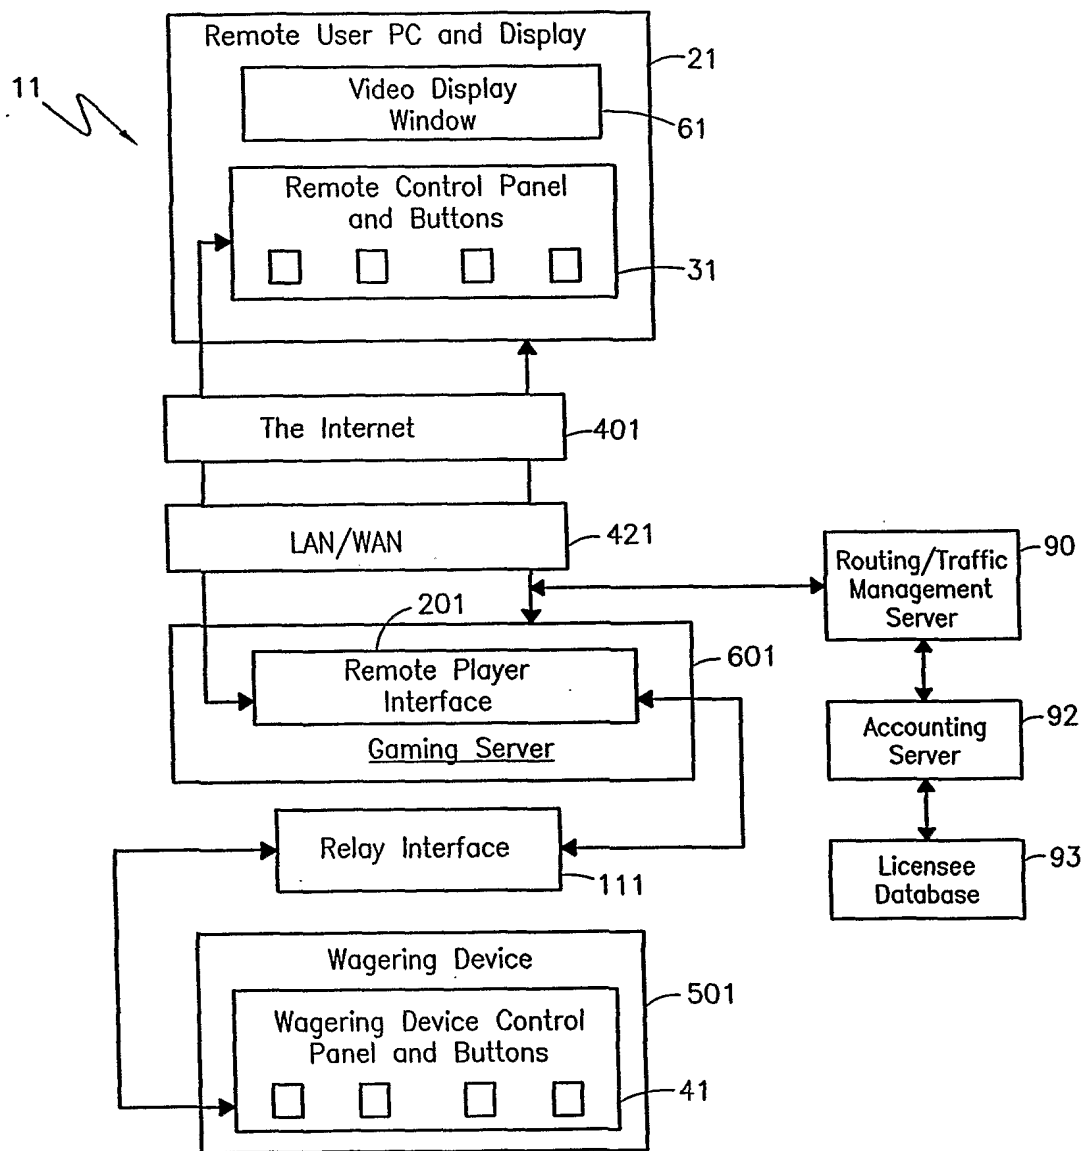 Remote User PC and Display
21
11
Video Display
Window
61
Remote Control Panel
and Buttons
31
The Internet
401
LAN/WAN
421
90
Routing/Traffic
Management
Server
201
601
Remote Player
Interface
Gaming Server
92
Accounting
Server
Relay Interface
111
93
Licensee
Database
Wagering Device
501
Wagering Device Control
Panel and Buttons
41